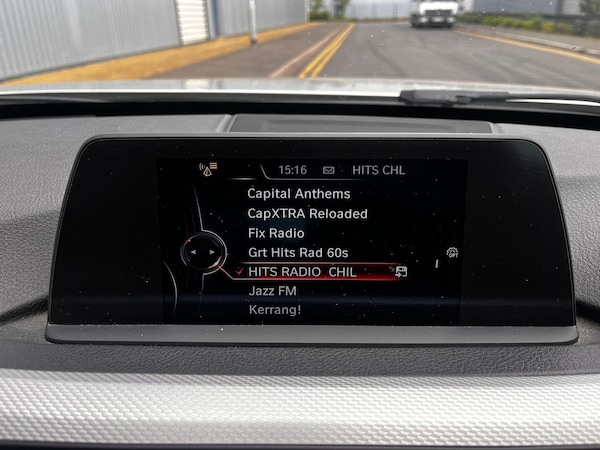 15:16 HITS CHL
Capital Anthems
CapXTRA Reloaded
Fix Radio
Grt Hits Rad 60s
HITS RADIO CHIL
Jazz FM
Kerrang!
OPT